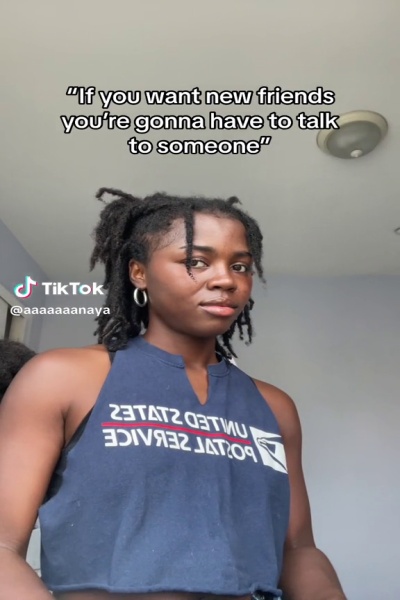 “If you want new friends
you’re gonna have to talk
to someone”
TikTok
@aaaaaaanaya
UNITED STATES
POSTAL SERVICE